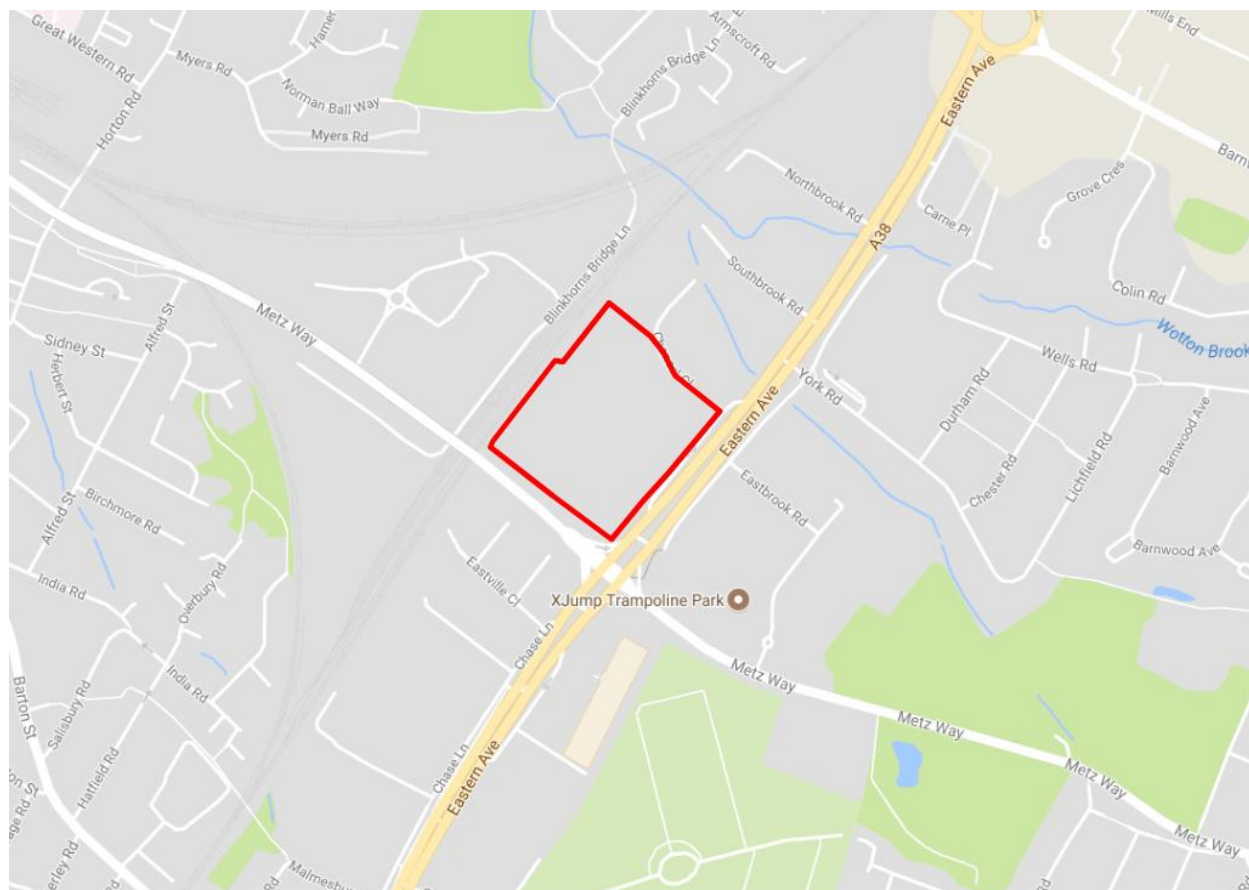 Great Western Rd
Hamer
Myers Rd
Norman Ball Way
Myers Rd
Horton Rd
Blinkhorns Bridge Ln
Armscroft Rd
Mills End
Eastern Ave
Barnw
Grove Cres
Northbrook Rd
Carne Pl
A38
Southbrook Rd
Colin Rd
Blinkhorns Bridge Ln
Metz Way
Alfred St
Sidney St
Herbert St
Wotton Brook
Wells Rd
York Rd
Durham Rd
Eastern Ave
Barnwood Ave
Lichfield Rd
Chester Rd
Eastbrook Rd
Birchmore Rd
Alfred St
Barnwood Ave
India Rd
Overbury Rd
Eastville Cl
XJump Trampoline Park
Chase Ln
India Rd
Metz Way
Salisbury Rd
Barton St
Metz Way
Metz Way
Hatfield Rd
Chase Ln
Eastern Ave
Metz Way
Malmesbury